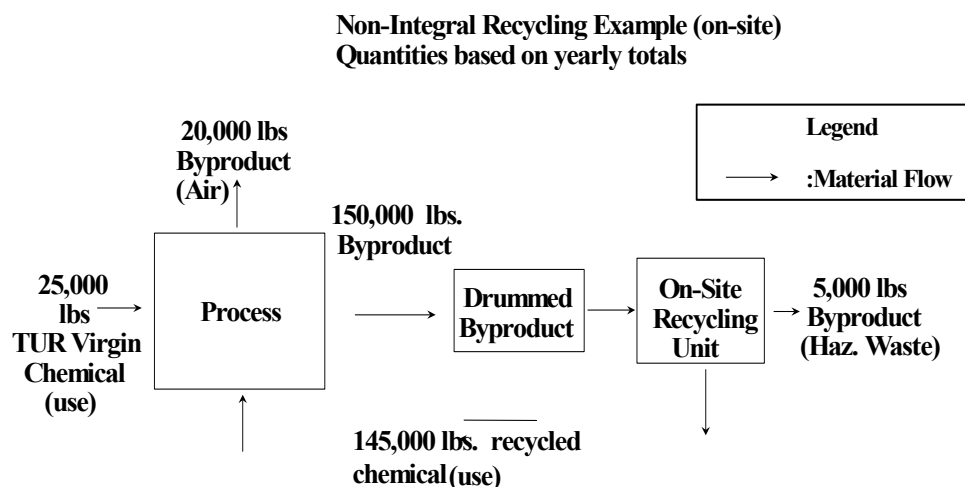 Non-Integral Recycling Example (on-site)
Quantities based on yearly totals
20,000 lbs
Byproduct
(Air)
Legend
:Material Flow
150,000 lbs.
Byproduct
25,000
lbs
TUR Virgin
Chemical
(use)
Process
Drummed
Byproduct
On-Site
Recycling
Unit
5,000 lbs
Byproduct
(Haz. Waste)
145,000 lbs. recycled
chemical (use)